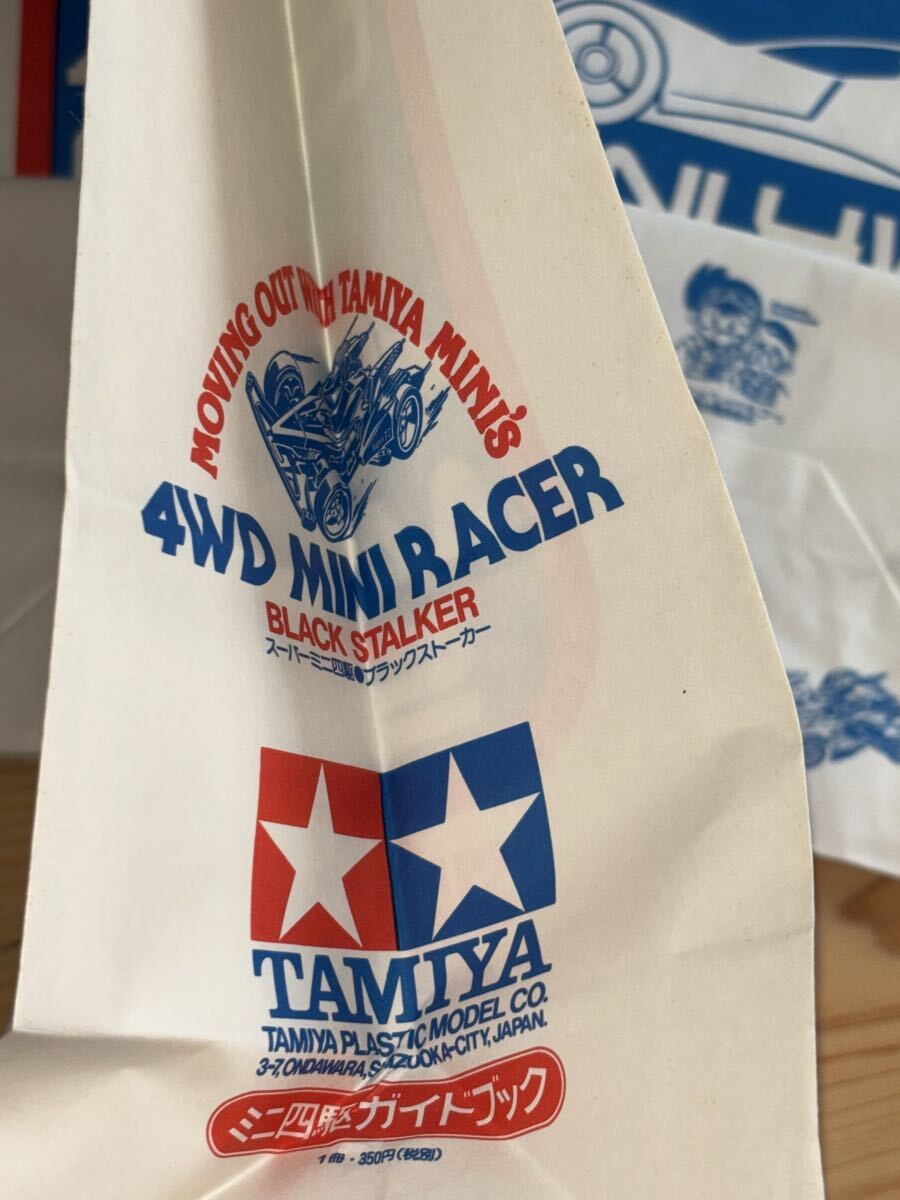 MOVING OUT WITH TAMIYA MINI'S
4WD MINI RACER
BLACK STALKER
スーパーミニ四駆●ブラックストーカー
TAMIYA
TAMIYA PLASTIC MODEL CO.
3-7, ONDAWARA, SHIZUOKA-CITY, JAPAN.
ミニ四駆ガイドブック
1冊・350円(税別)